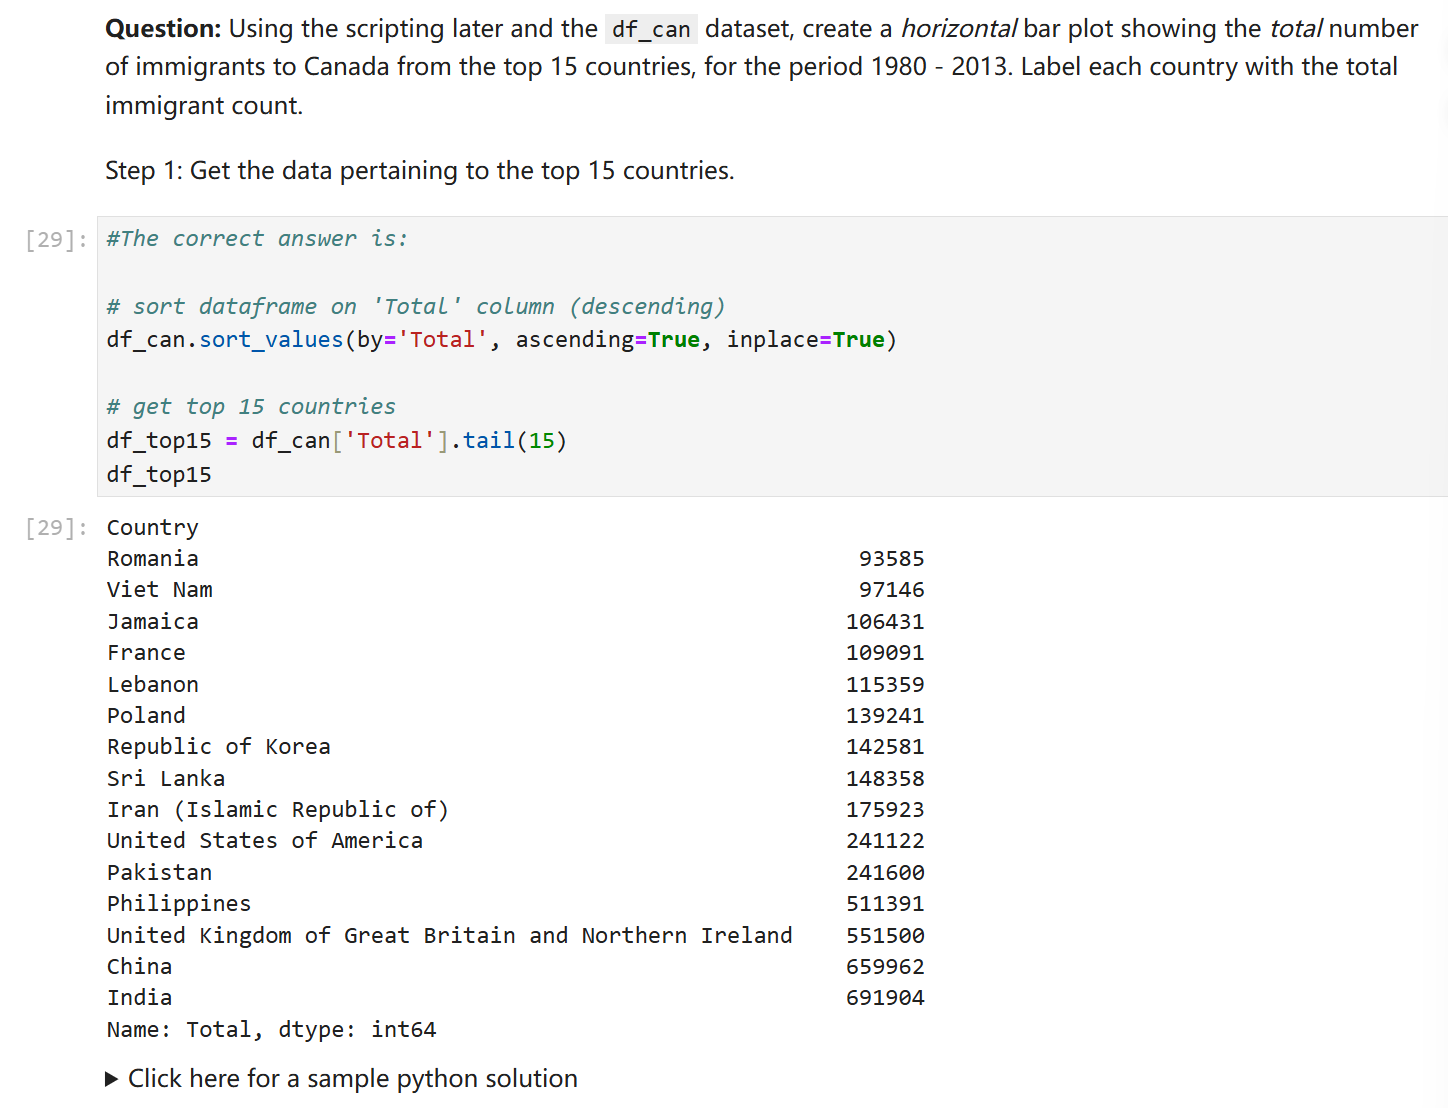 Question: Using the scripting later and the df_can dataset, create a horizontal bar plot showing the total number
of immigrants to Canada from the top 15 countries, for the period 1980 - 2013. Label each country with the total
immigrant count.
Step 1: Get the data pertaining to the top 15 countries.
[29]: #The correct answer is:
# sort dataframe on 'Total' column (descending)
df_can.sort_values(by='Total', ascending=True, inplace=True)
# get top 15 countries
df_top15 = df_can['Total'].tail(15)
df_top15
[29]: Country
Romania 93585
Viet Nam 97146
Jamaica 106431
France 109091
Lebanon 115359
Poland 139241
Republic of Korea 142581
Sri Lanka 148358
Iran (Islamic Republic of) 175923
United States of America 241122
Pakistan 241600
Philippines 511391
United Kingdom of Great Britain and Northern Ireland 551500
China 659962
India 691904
Name: Total, dtype: int64
▶ Click here for a sample python solution